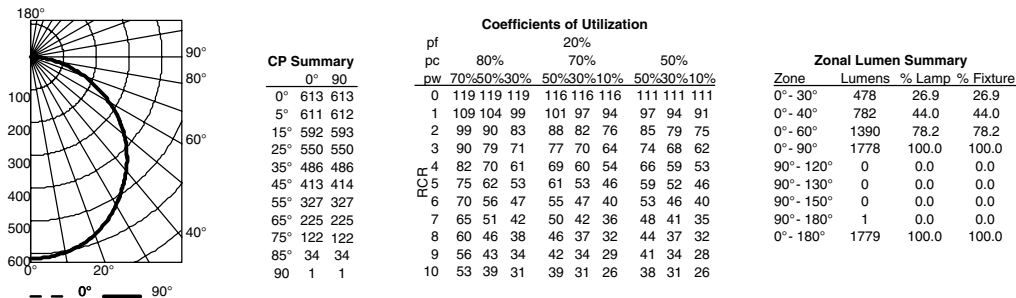 180°
90°
80°
100
200
60°
300
400
500
40°
600
0°
20°
0°
90°
CP Summary
0° 90
0° 613 613
5° 611 612
15° 592 593
25° 550 550
35° 486 486
45° 413 414
55° 327 327
65° 225 225
75° 122 122
85° 34 34
90 1 1
Coefficients of Utilization
pf 20%
pc 80% 70% 50%
pw 70%50%30% 50%30%10% 50%30%10%
RCR
0 119 119 119 116 116 116 111 111 111
1 109 104 99 101 97 94 97 94 91
2 99 90 83 88 82 76 85 79 75
3 90 79 71 77 70 64 74 68 62
4 82 70 61 69 60 54 66 59 53
5 75 62 53 61 53 46 59 52 46
6 70 56 47 55 47 40 53 46 40
7 65 51 42 50 42 36 48 41 35
8 60 46 38 46 37 32 44 37 32
9 56 43 34 42 34 29 41 34 28
10 53 39 31 39 31 26 38 31 26
Zonal Lumen Summary
Zone Lumens % Lamp % Fixture
0°- 30° 478 26.9 26.9
0°- 40° 782 44.0 44.0
0°- 60° 1390 78.2 78.2
0°- 90° 1778 100.0 100.0
90°- 120° 0 0.0 0.0
90°- 130° 0 0.0 0.0
90°- 150° 0 0.0 0.0
90°- 180° 1 0.0 0.0
0°- 180° 1779 100.0 100.0